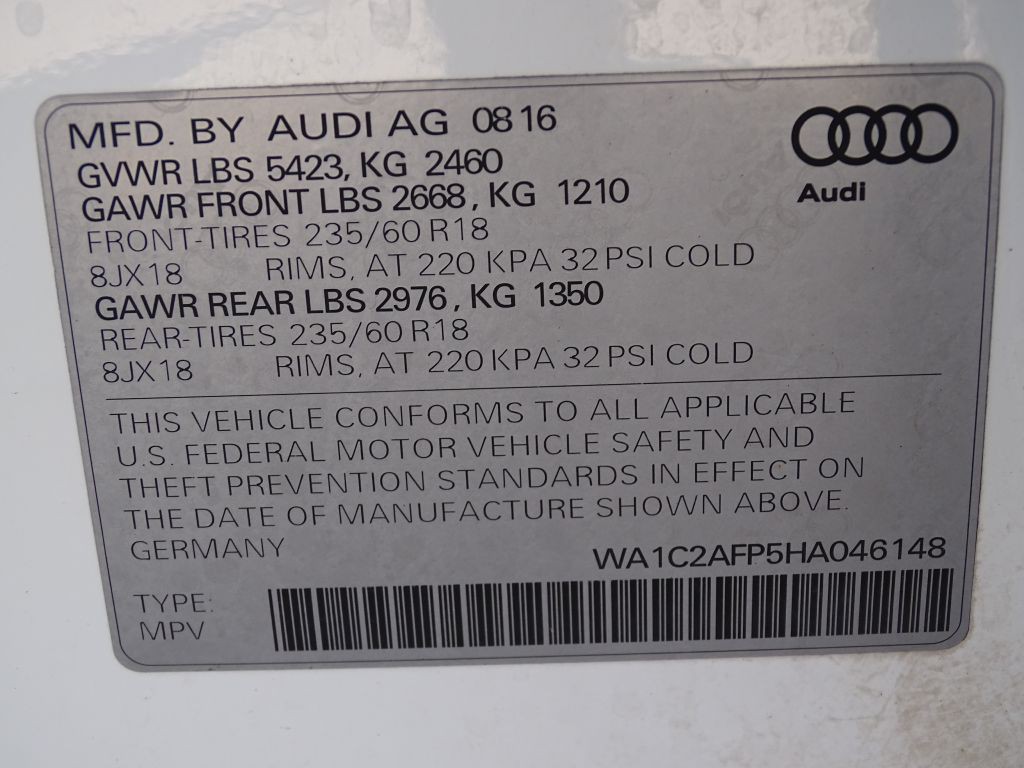 MFD. BY AUDI AG 08 16
GVWR LBS 5423, KG 2460
GAWR FRONT LBS 2668, KG 1210
FRONT-TIRES 235/60 R18
8JX18 RIMS, AT 220 KPA 32 PSI COLD
GAWR REAR LBS 2976, KG 1350
REAR-TIRES 235/60 R18
8JX18 RIMS, AT 220 KPA 32 PSI COLD
Audi
THIS VEHICLE CONFORMS TO ALL APPLICABLE
U.S. FEDERAL MOTOR VEHICLE SAFETY AND
THEFT PREVENTION STANDARDS IN EFFECT ON
THE DATE OF MANUFACTURE SHOWN ABOVE.
GERMANY
WA1C2AFP5HA046148
TYPE:
MPV